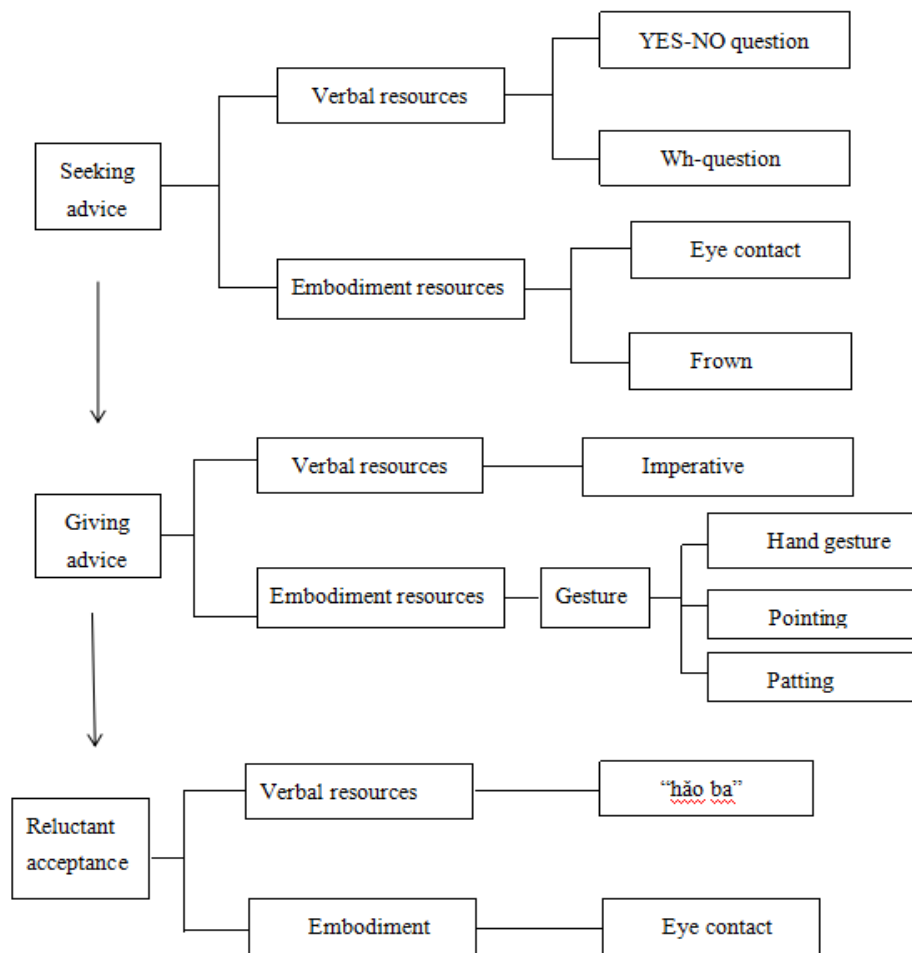 YES-NO question
Verbal resources
Wh-question
Seeking
advice
Eye contact
Embodiment resources
Frown
Verbal resources
Imperative
Giving
advice
Hand gesture
Embodiment resources
Gesture
Pointing
Patting
Verbal resources
“hǎo ba”
Reluctant
acceptance
Embodiment
Eye contact